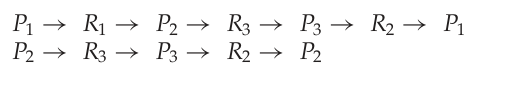 P₁ → R₁ → P₂ → R₃ → P₃ → R₂ → P₁
P₂ → R₃ → P₃ → R₂ → P₂